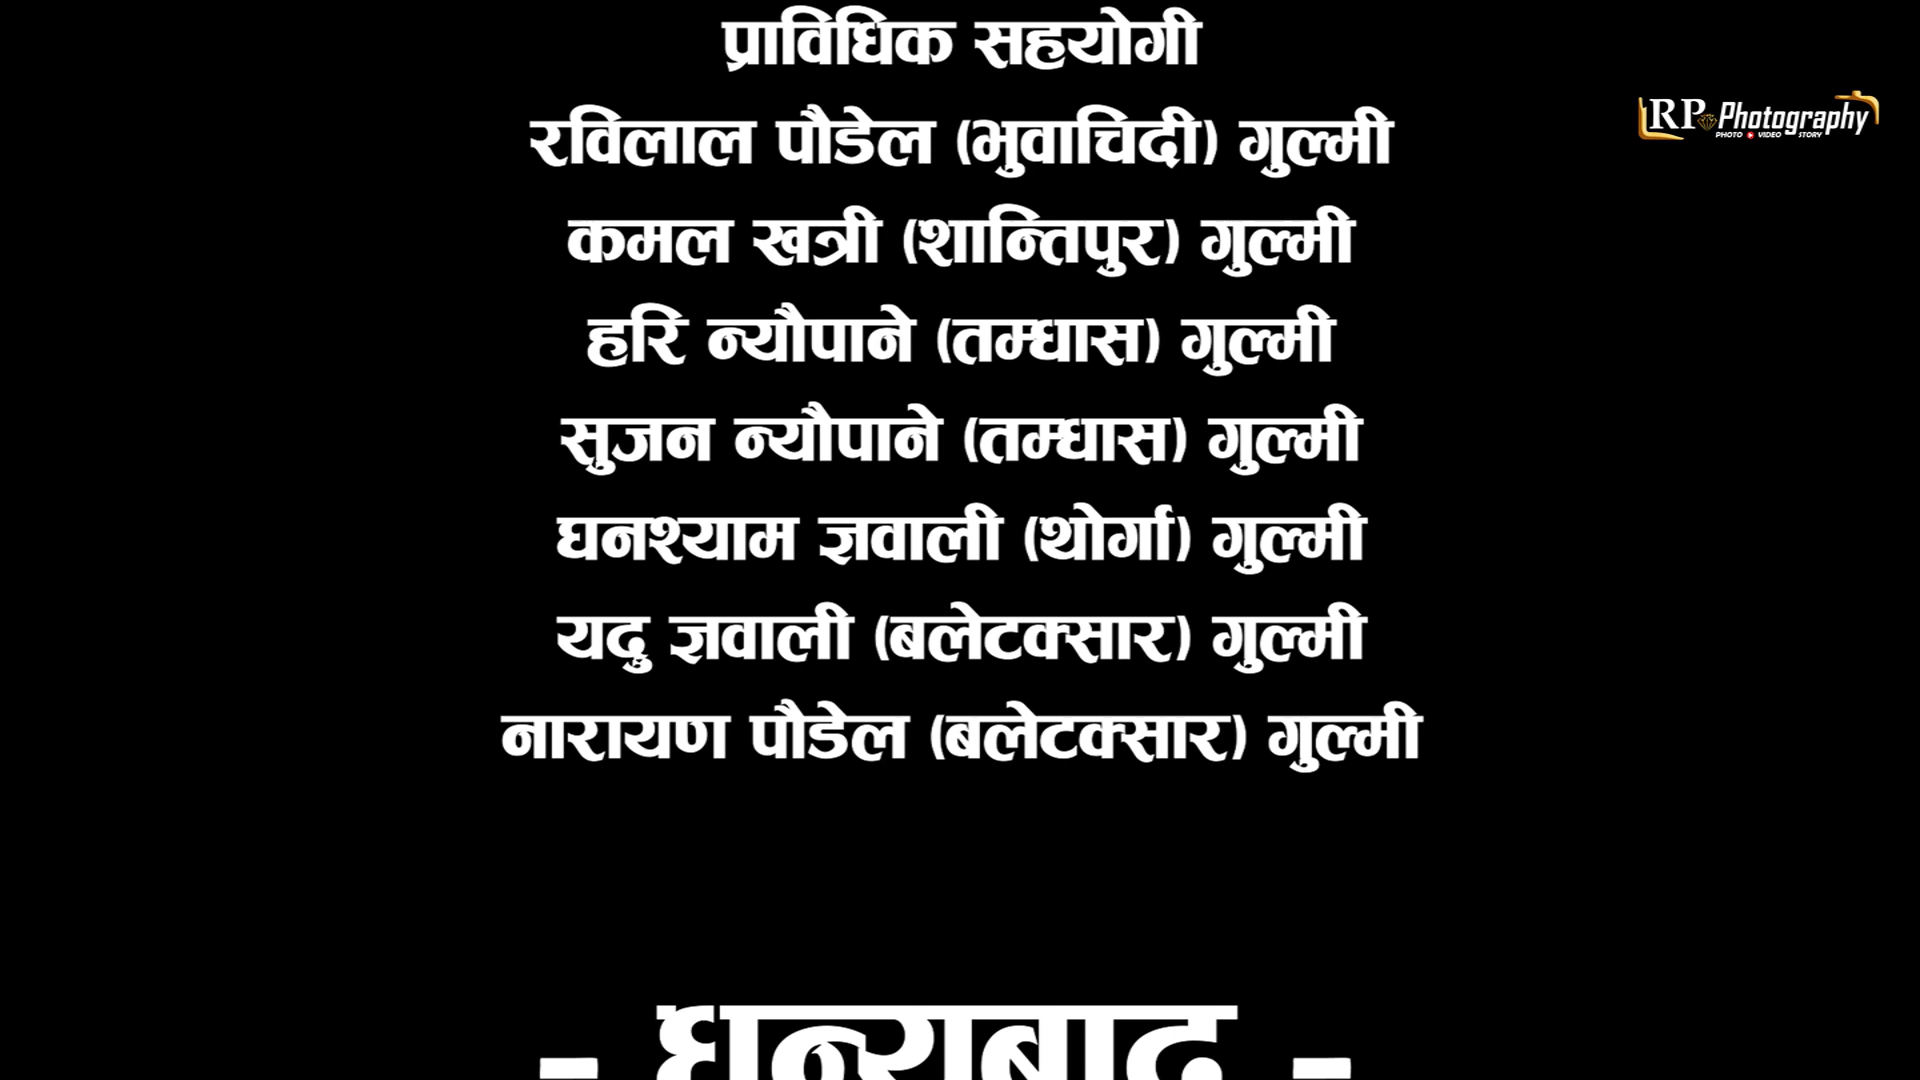 प्राविधिक सहयोगी
रविलाल पौडेल (भुवाचिदी) गुल्मी
कमल खत्री (शान्तिपुर) गुल्मी
हरि न्यौपाने (तम्घास) गुल्मी
सुजन न्यौपाने (तम्घास) गुल्मी
घनश्याम ज्ञवाली (थोर्गा) गुल्मी
यदु ज्ञवाली (बलेटक्सार) गुल्मी
नारायण पौडेल (बलेटक्सार) गुल्मी
- धन्यबाद -
RP Photography
PHOTO VIDEO STORY